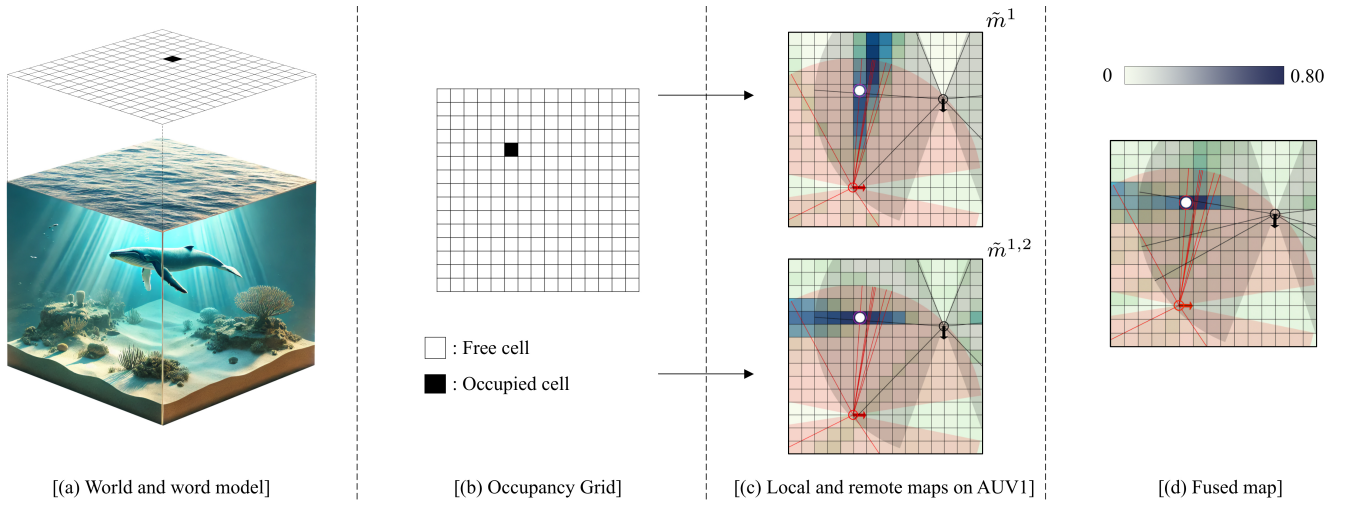 m̃¹
0
0.80
m̃¹,²
: Free cell
: Occupied cell
[(a) World and word model]
[(b) Occupancy Grid]
[(c) Local and remote maps on AUV1]
[(d) Fused map]